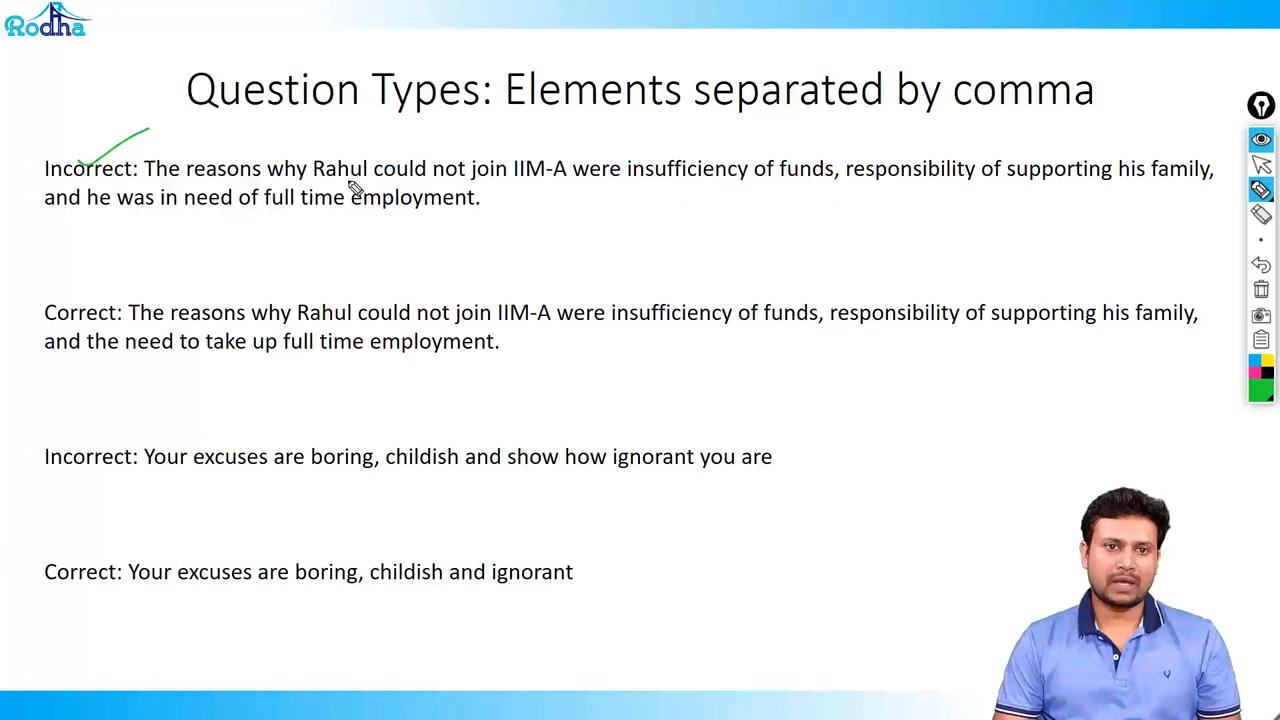 Rodha
Question Types: Elements separated by comma
Incorrect: The reasons why Rahul could not join IIM-A were insufficiency of funds, responsibility of supporting his family,
and he was in need of full time employment.
Correct: The reasons why Rahul could not join IIM-A were insufficiency of funds, responsibility of supporting his family,
and the need to take up full time employment.
Incorrect: Your excuses are boring, childish and show how ignorant you are
Correct: Your excuses are boring, childish and ignorant